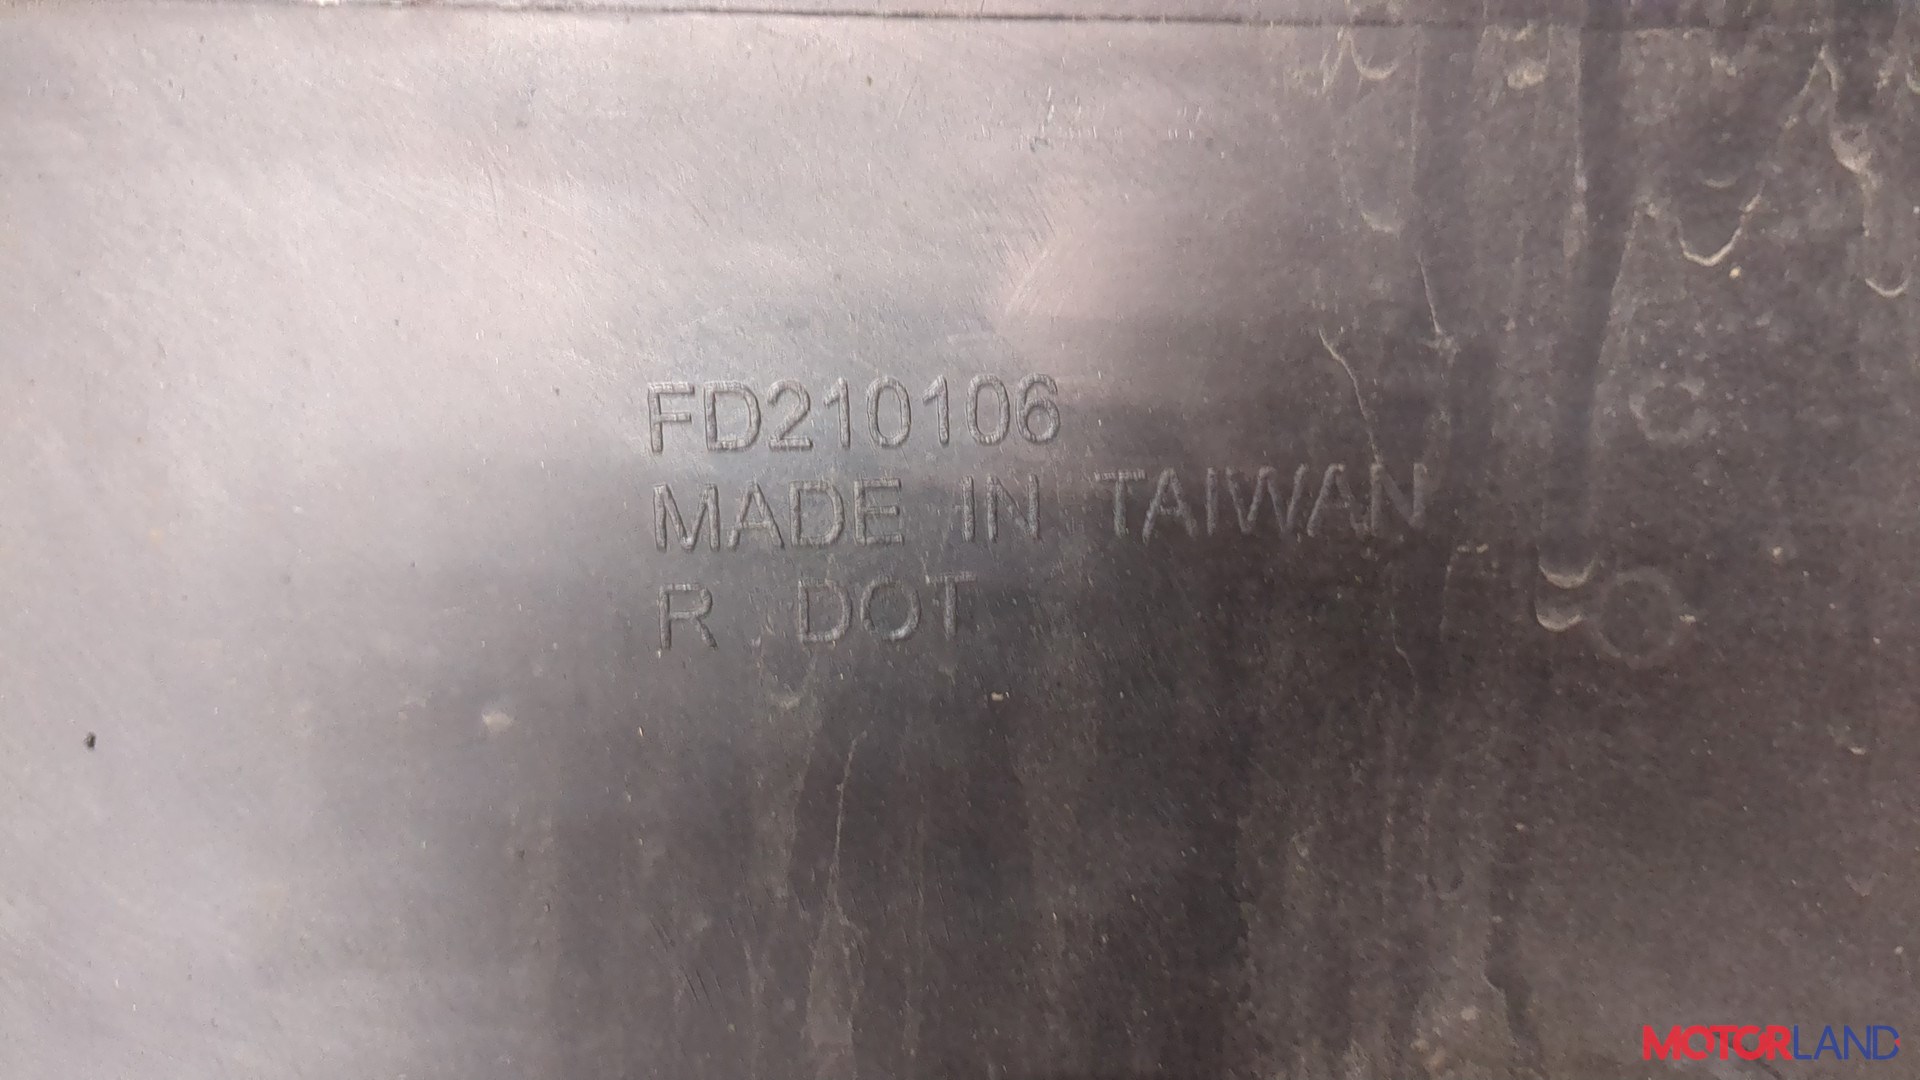 FD210106
MADE IN TAIWAN
R DOT
MOTORLAND